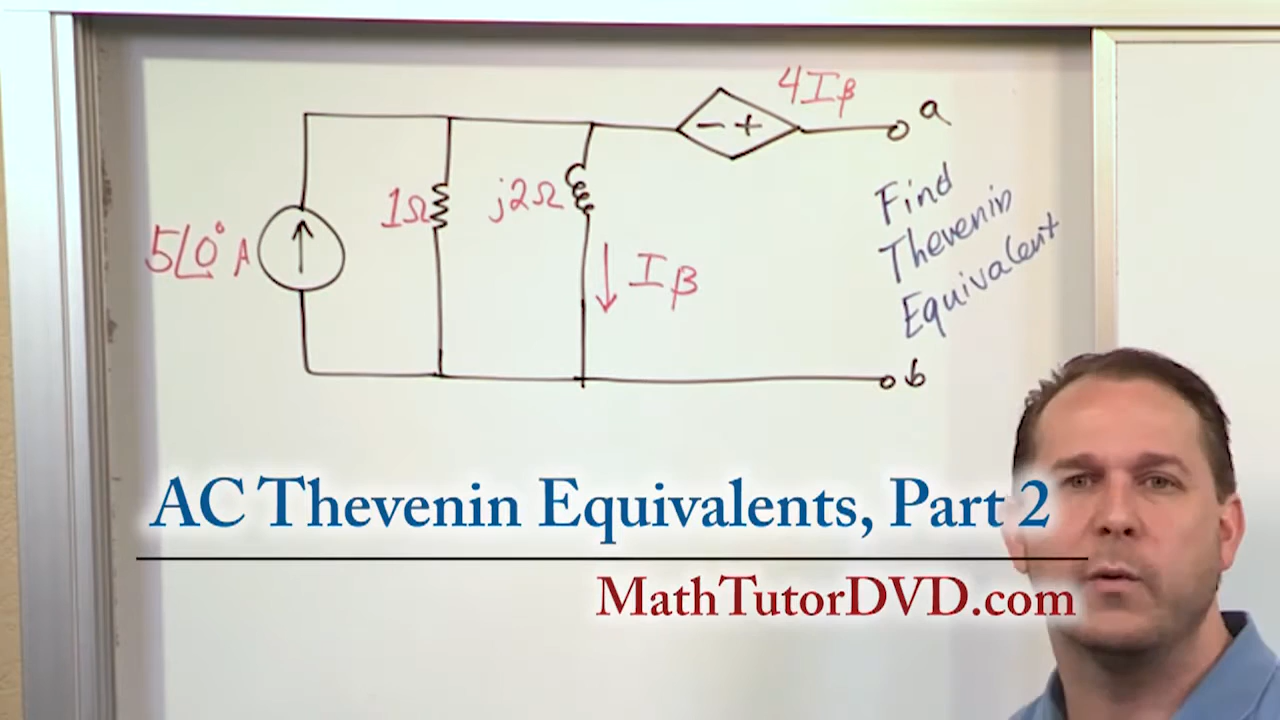 4Iβ
a
- +
1Ω
j2Ω
5∠0° A
Iβ
Find
Thevenin
Equivalent
b
AC Thevenin Equivalents, Part 2
MathTutorDVD.com